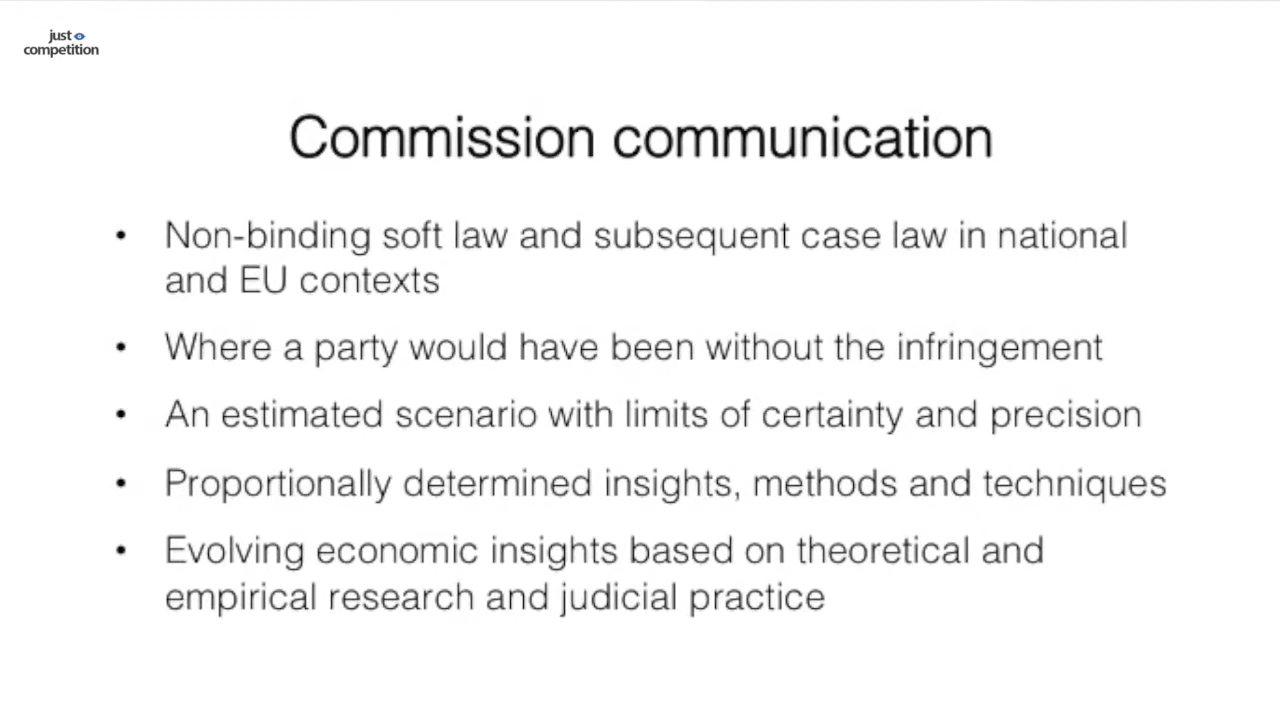 just
competition
Commission communication
• Non-binding soft law and subsequent case law in national
and EU contexts
• Where a party would have been without the infringement
• An estimated scenario with limits of certainty and precision
• Proportionally determined insights, methods and techniques
• Evolving economic insights based on theoretical and
empirical research and judicial practice